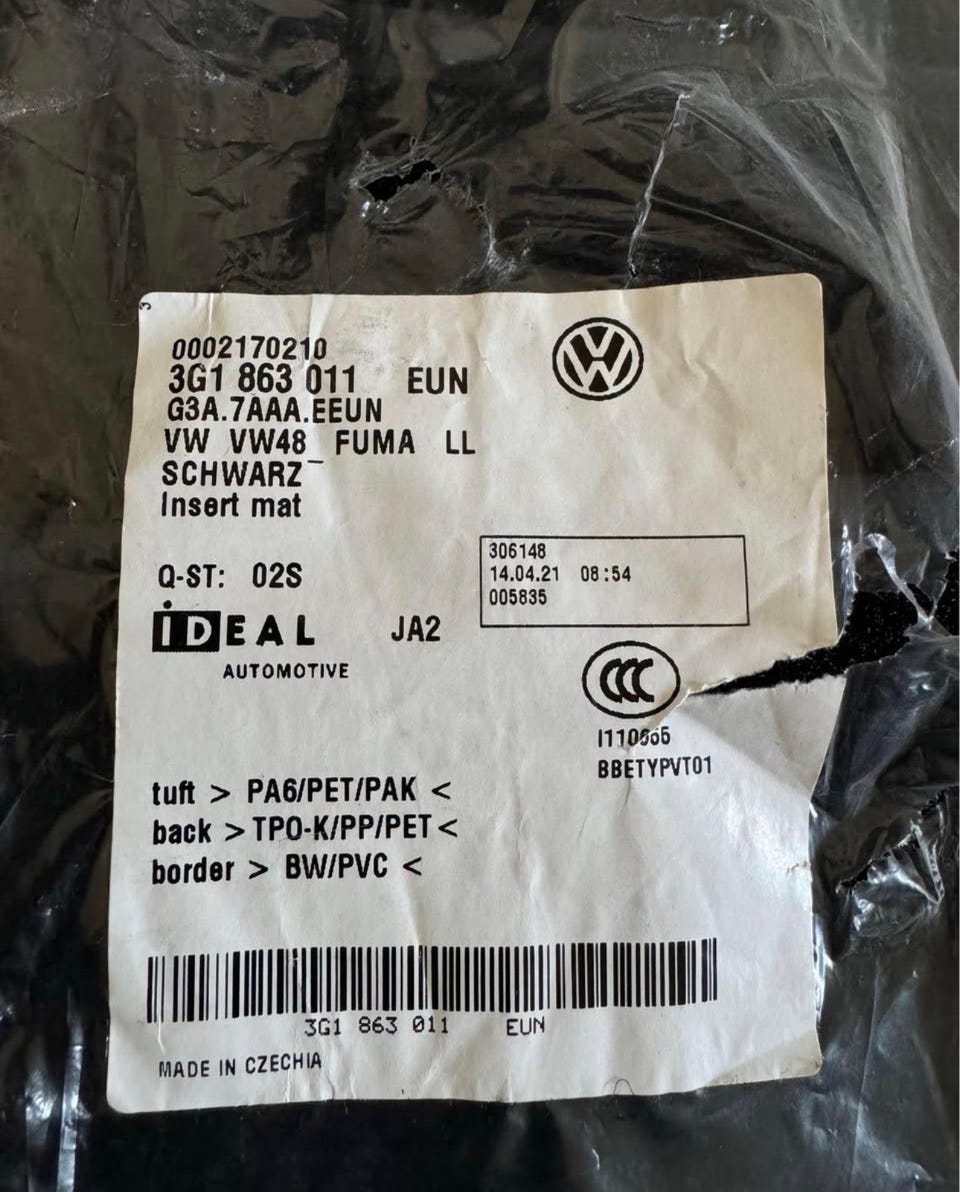 0002170210
3G1 863 011 EUN
G3A.7AAA.EEUN
VW VW48 FUMA LL
SCHWARZ
Insert mat
306148
14.04.21 08:54
005835
Q-ST: 02S
iDEAL JA2
AUTOMOTIVE
CCC
BBETYPVT01
tuft > PA6/PET/PAK <
back > TPO-K/PP/PET <
border > BW/PVC <
3G1 863 011 EUN
MADE IN CZECHIA